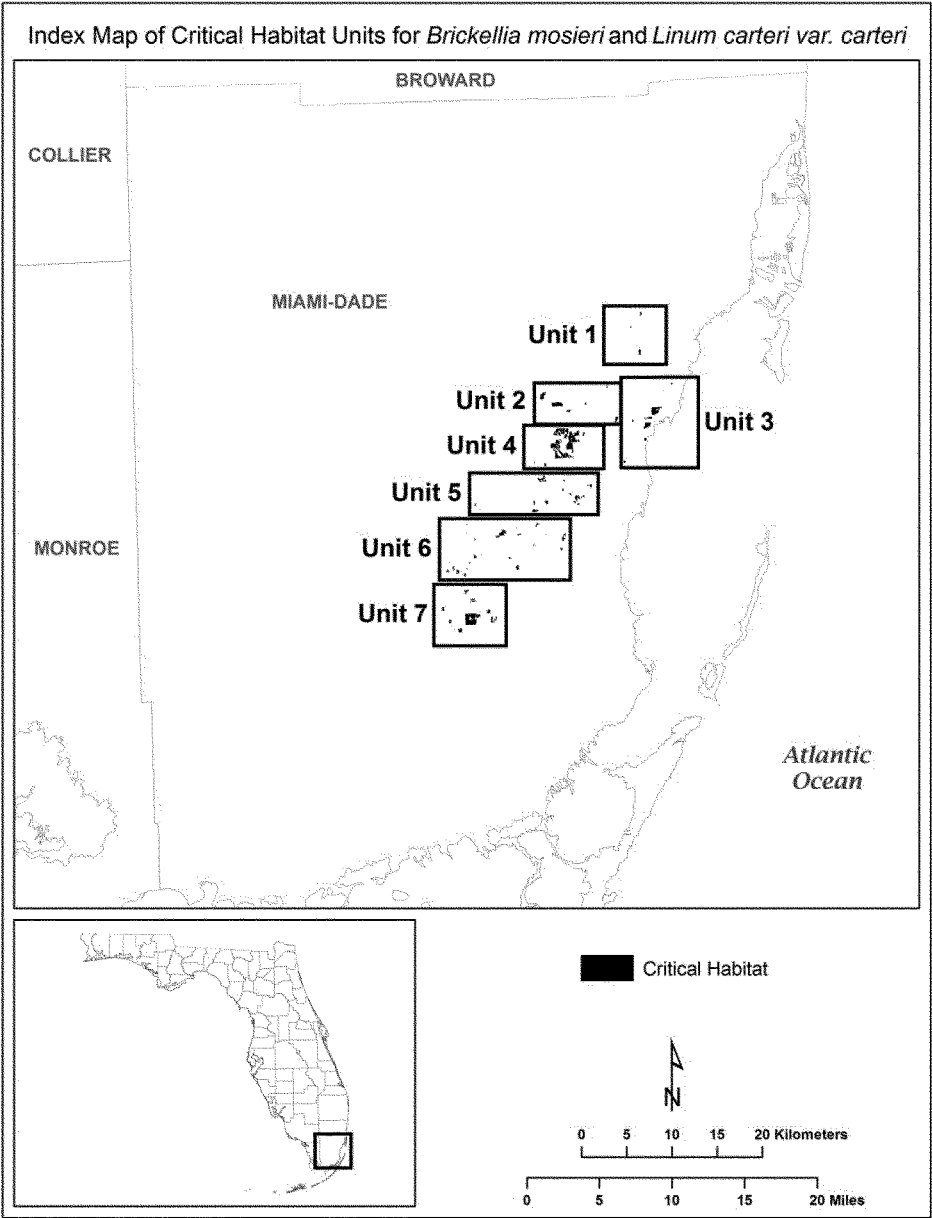 Index Map of Critical Habitat Units for Brickellia mosieri and Linum carteri var. carteri
BROWARD
COLLIER
MIAMI-DADE
Unit 1
Unit 2
Unit 3
Unit 4
Unit 5
MONROE
Unit 6
Unit 7
Atlantic
Ocean
Critical Habitat
N
0 5 10 15 20 Kilometers
0 5 10 15 20 Miles